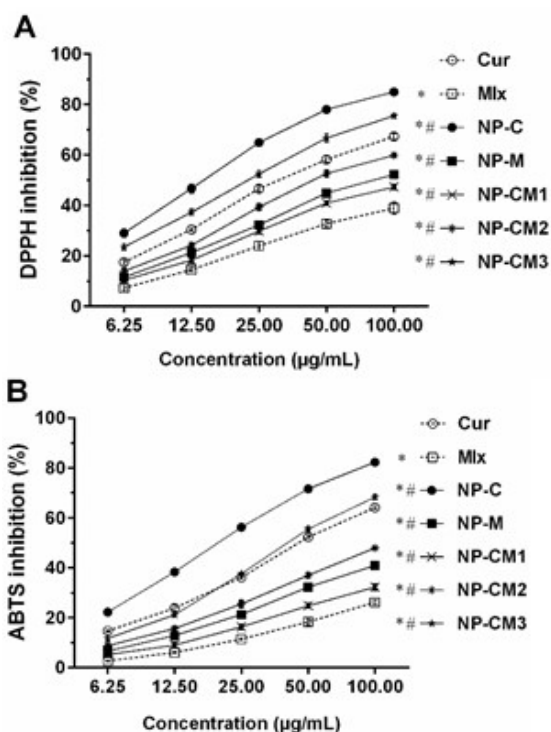 A
DPPH inhibition (%)
100
80
60
40
20
0
6.25 12.50 25.00 50.00 100.00
Concentration (µg/mL)
Cur
* Mlx
*# NP-C
*# NP-M
*# NP-CM1
*# NP-CM2
*# NP-CM3
B
ABTS inhibition (%)
100
80
60
40
20
0
6.25 12.50 25.00 50.00 100.00
Concentration (µg/mL)
Cur
* Mlx
*# NP-C
*# NP-M
*# NP-CM1
*# NP-CM2
*# NP-CM3